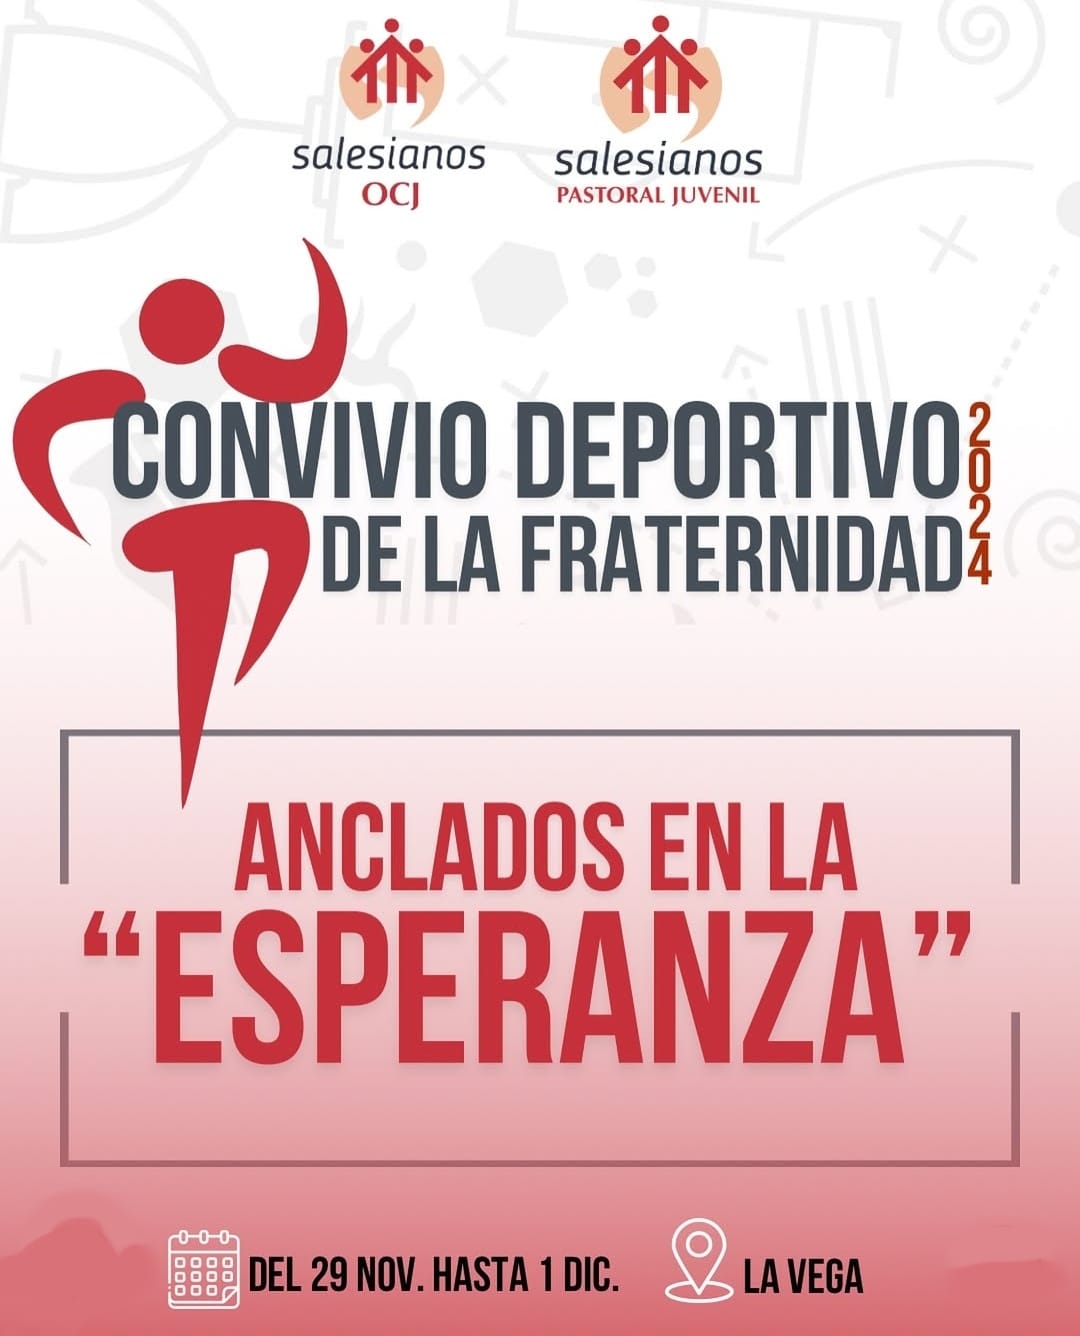 salesianos
OCJ
salesianos
PASTORAL JUVENIL
CONVIVIO DEPORTIVO
DE LA FRATERNIDAD
2024
ANCLADOS EN LA
“ESPERANZA”
DEL 29 NOV. HASTA 1 DIC.
LA VEGA